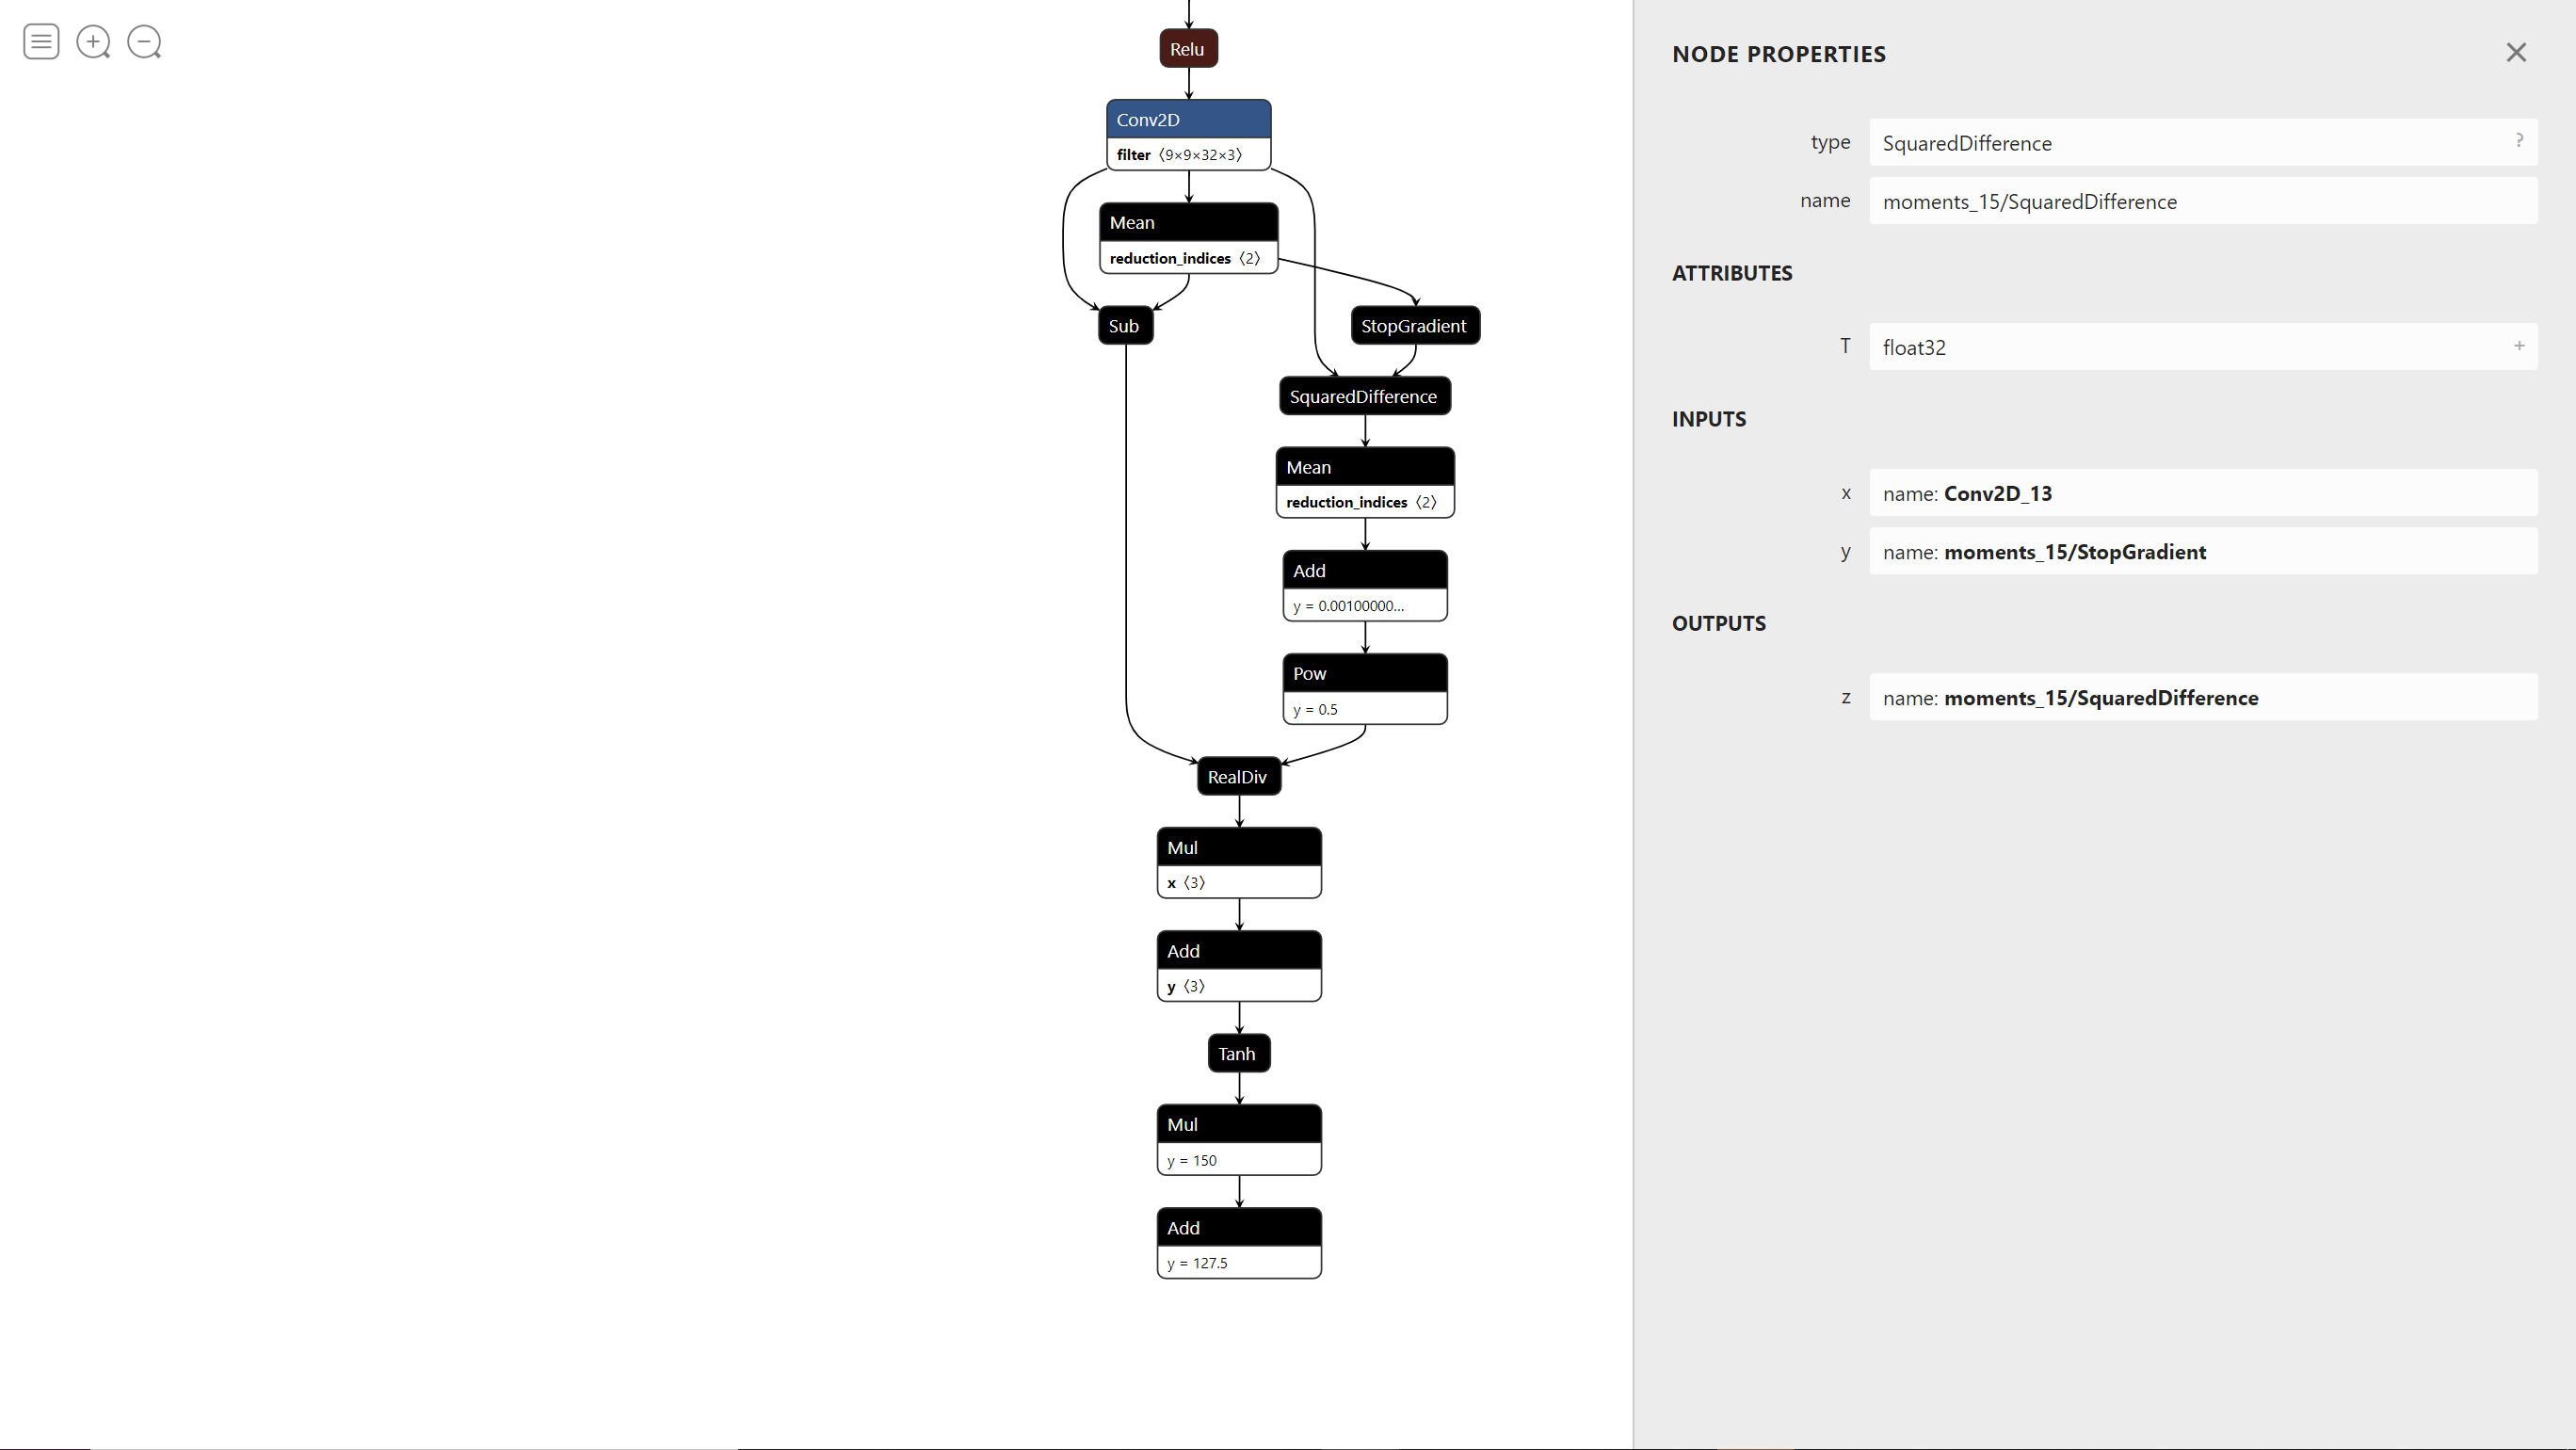 Relu
Conv2D
filter 〈9×9×32×3〉
Mean
reduction_indices 〈2〉
Sub
StopGradient
SquaredDifference
Mean
reduction_indices 〈2〉
Add
y = 0.00100000...
Pow
y = 0.5
RealDiv
Mul
x 〈3〉
Add
y 〈3〉
Tanh
Mul
y = 150
Add
y = 127.5
NODE PROPERTIES
type SquaredDifference ?
name moments_15/SquaredDifference
ATTRIBUTES
T float32 +
INPUTS
x name: Conv2D_13
y name: moments_15/StopGradient
OUTPUTS
z name: moments_15/SquaredDifference